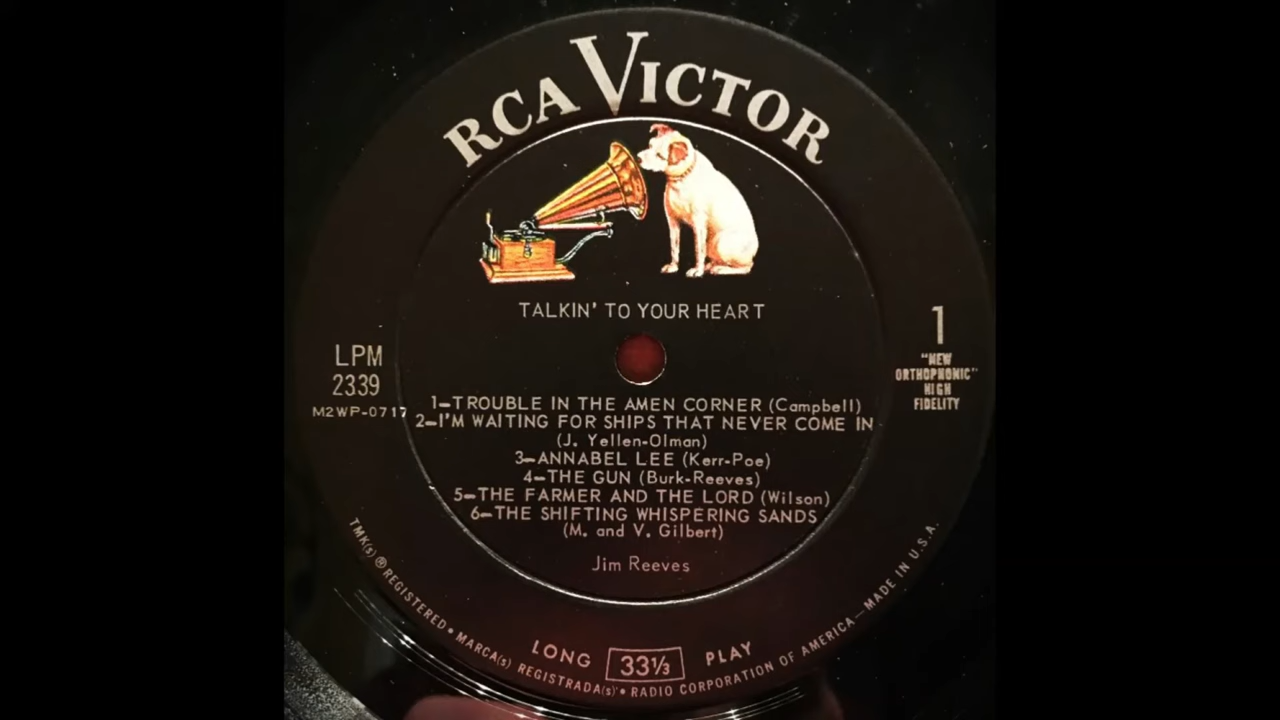 RCA VICTOR
TALKIN' TO YOUR HEART
LPM
2339
M2WP-0717
1
"NEW
ORTHOPHONIC"
HIGH
FIDELITY
1—TROUBLE IN THE AMEN CORNER (Campbell)
2—I'M WAITING FOR SHIPS THAT NEVER COME IN
(J. Yellen-Olman)
3—ANNABEL LEE (Kerr-Poe)
4—THE GUN (Burk-Reeves)
5—THE FARMER AND THE LORD (Wilson)
6—THE SHIFTING WHISPERING SANDS
(M. and V. Gilbert)
Jim Reeves
LONG 33⅓ PLAY
TMK(s) ® REGISTERED • MARCA(s) REGISTRADA(s) • RADIO CORPORATION OF AMERICA—MADE IN U.S.A.